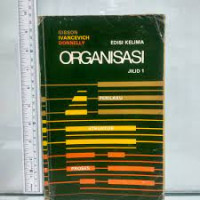 GIBSON
IVANCEVICH
DONNELLY
EDISI KELIMA
ORGANISASI
JILID 1
PERILAKU
STRUKTUR
PROSES